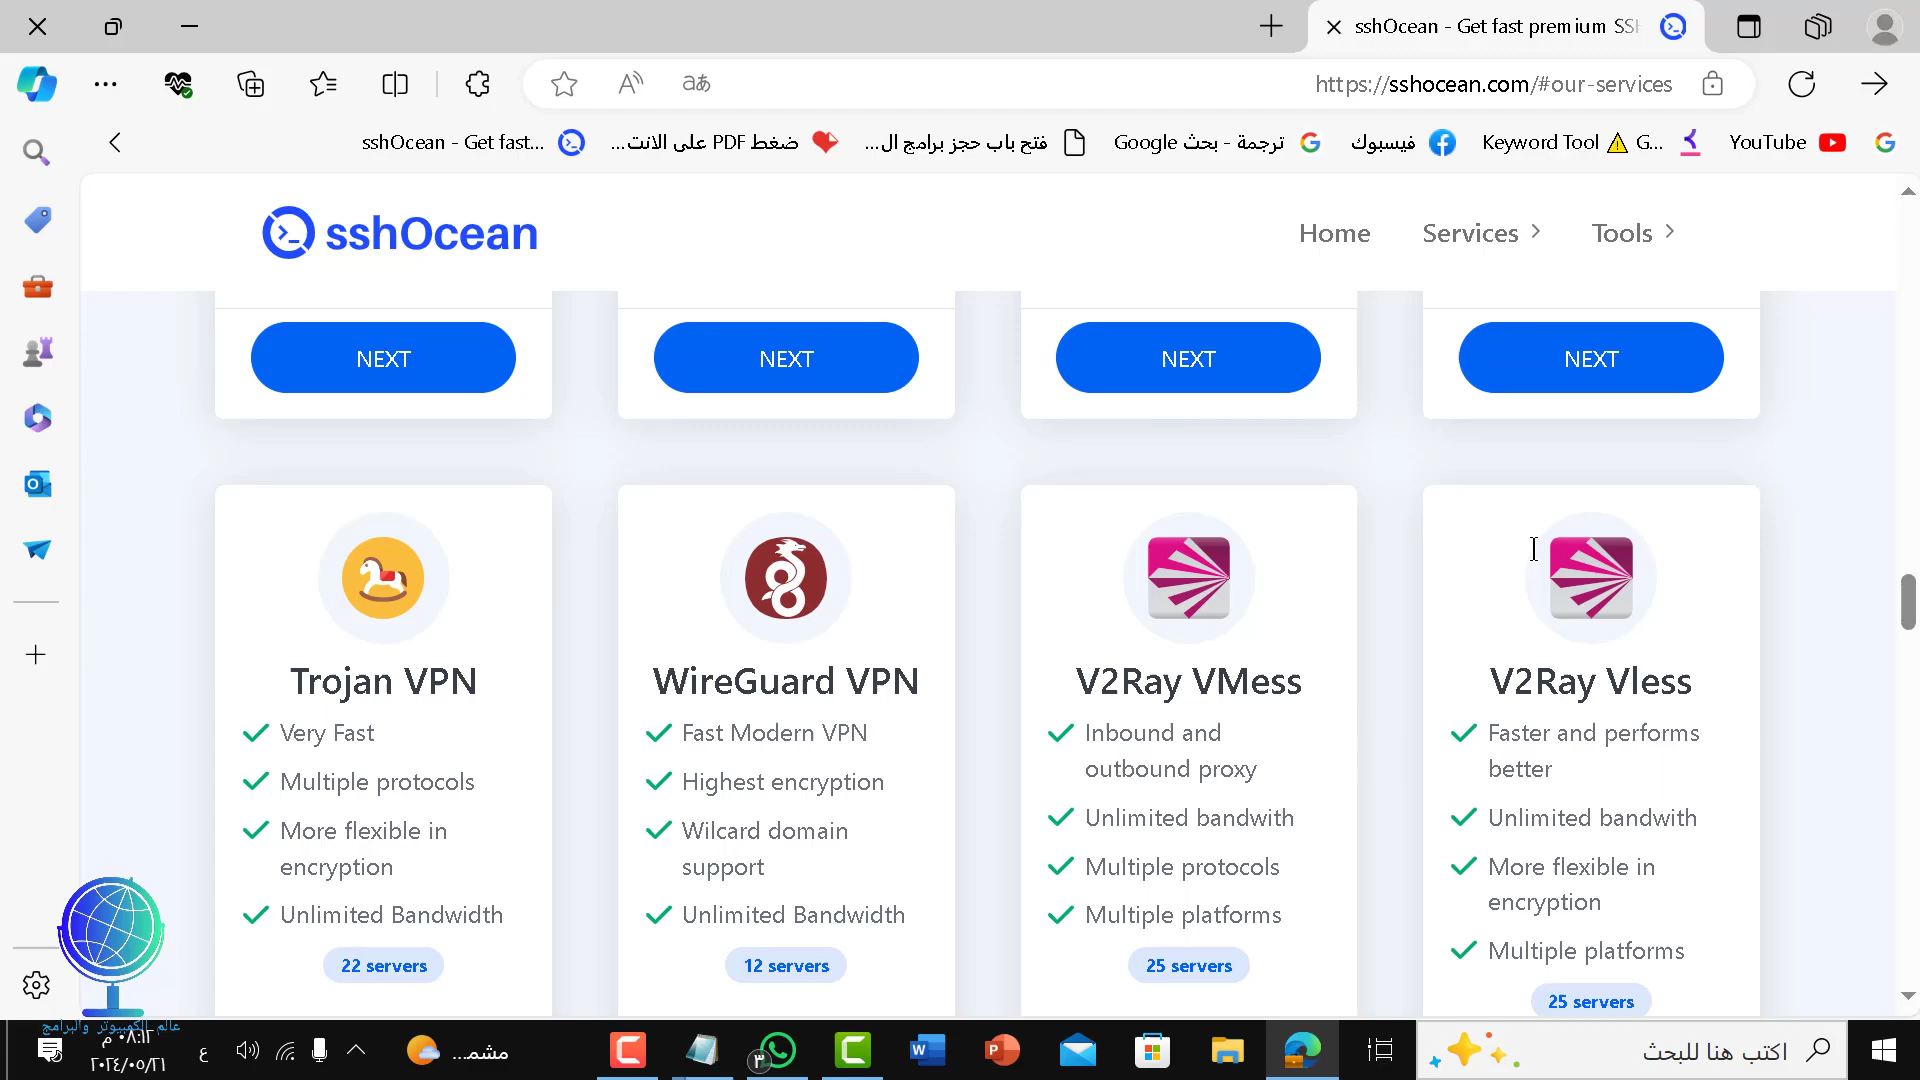 sshOcean - Get fast premium SSH
https://sshocean.com/#our-services
sshOcean - Get fast...
ضغط PDF على الانت...
فتح باب حجز برامج ال...
ترجمة - بحث Google
فيسبوك
Keyword Tool ⚠ G...
YouTube
sshOcean
Home
Services
Tools
NEXT
NEXT
NEXT
NEXT
Trojan VPN
Very Fast
Multiple protocols
More flexible in
encryption
Unlimited Bandwidth
22 servers
WireGuard VPN
Fast Modern VPN
Highest encryption
Wilcard domain
support
Unlimited Bandwidth
12 servers
V2Ray VMess
Inbound and
outbound proxy
Unlimited bandwith
Multiple protocols
Multiple platforms
25 servers
V2Ray Vless
Faster and performs
better
Unlimited bandwith
More flexible in
encryption
Multiple platforms
25 servers
عالم الكمبيوتر والبرامج
٠٨:١٢ م
٢٠٢٤/٠٥/٢١
ع
مشمـ...
٣
اكتب هنا للبحث